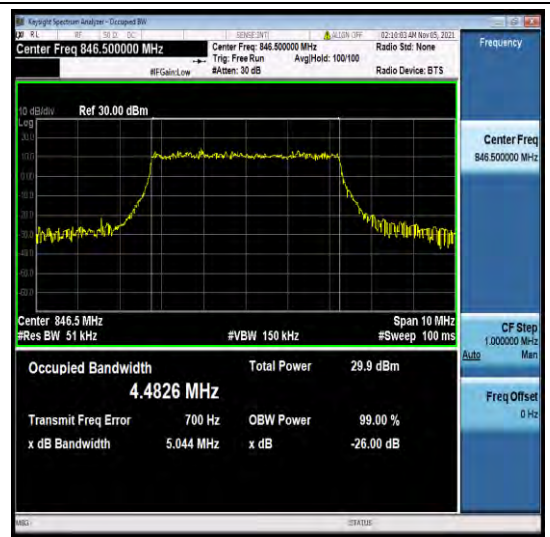 Keysight Spectrum Analyzer - Occupied BW
RL RF 50 Ω DC SENSE:INT ALIGN OFF 02:10:03 AM Nov 05, 2021
Center Freq 846.500000 MHz
Center Freq: 846.500000 MHz Radio Std: None
Trig: Free Run Avg|Hold: 100/100
#IFGain:Low #Atten: 30 dB Radio Device: BTS
Frequency
10 dB/div Ref 30.00 dBm
Log
20.0
10.0
0.00
Center Freq
846.500000 MHz
Center 846.5 MHz Span 10 MHz
#Res BW 51 kHz #VBW 150 kHz #Sweep 100 ms
CF Step
1.000000 MHz
Auto Man
Occupied Bandwidth Total Power 29.9 dBm
4.4826 MHz
Transmit Freq Error 700 Hz OBW Power 99.00 %
x dB Bandwidth 5.044 MHz x dB -26.00 dB
Freq Offset
0 Hz
MSG STATUS